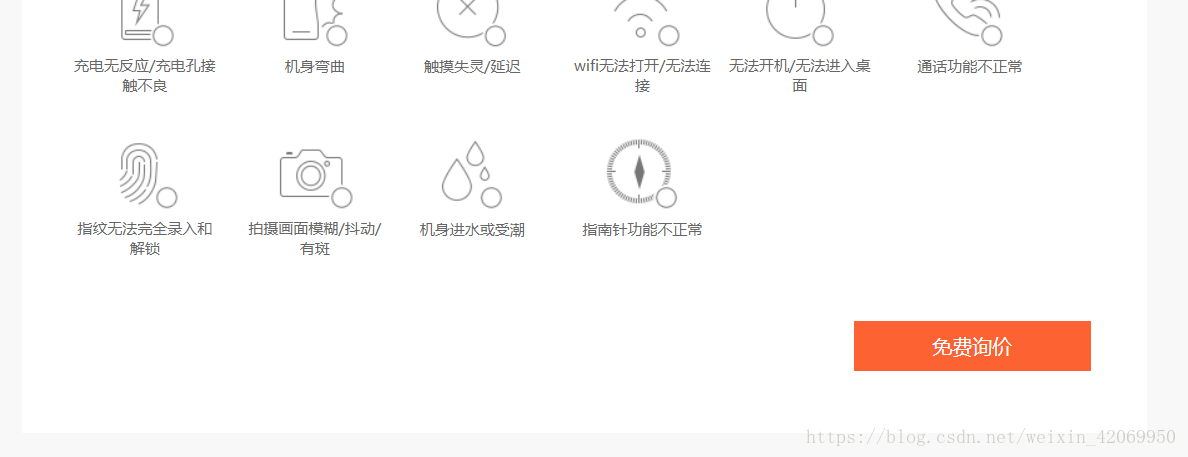 充电无反应/充电孔接 机身弯曲 触摸失灵/延迟 wifi无法打开/无法连 无法开机/无法进入桌 通话功能不正常
触不良 接 面
指纹无法完全录入和 拍摄画面模糊/抖动/ 机身进水或受潮 指南针功能不正常
解锁 有斑
免费询价
https://blog.csdn.net/weixin_42069950